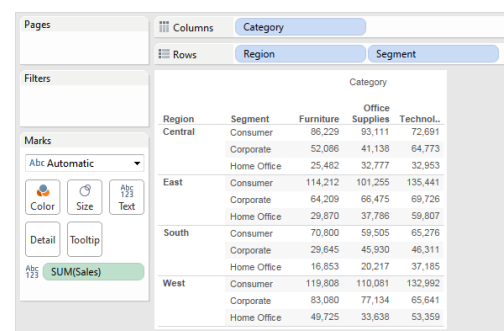 Pages
Columns Category
Rows Region Segment
Filters
Category
Region Segment Furniture Office Supplies Technol..
Marks
Abc Automatic
Color Size Abc 123 Text
Detail Tooltip
Abc 123 SUM(Sales)
Central Consumer 86,229 93,111 72,691
Corporate 52,086 41,138 64,773
Home Office 25,482 32,777 32,953
East Consumer 114,212 101,255 135,441
Corporate 64,209 66,475 69,726
Home Office 29,870 37,786 59,807
South Consumer 70,800 59,505 65,276
Corporate 29,645 45,930 46,311
Home Office 16,853 20,217 37,185
West Consumer 119,808 110,081 132,992
Corporate 83,080 77,134 65,641
Home Office 49,725 33,638 53,359